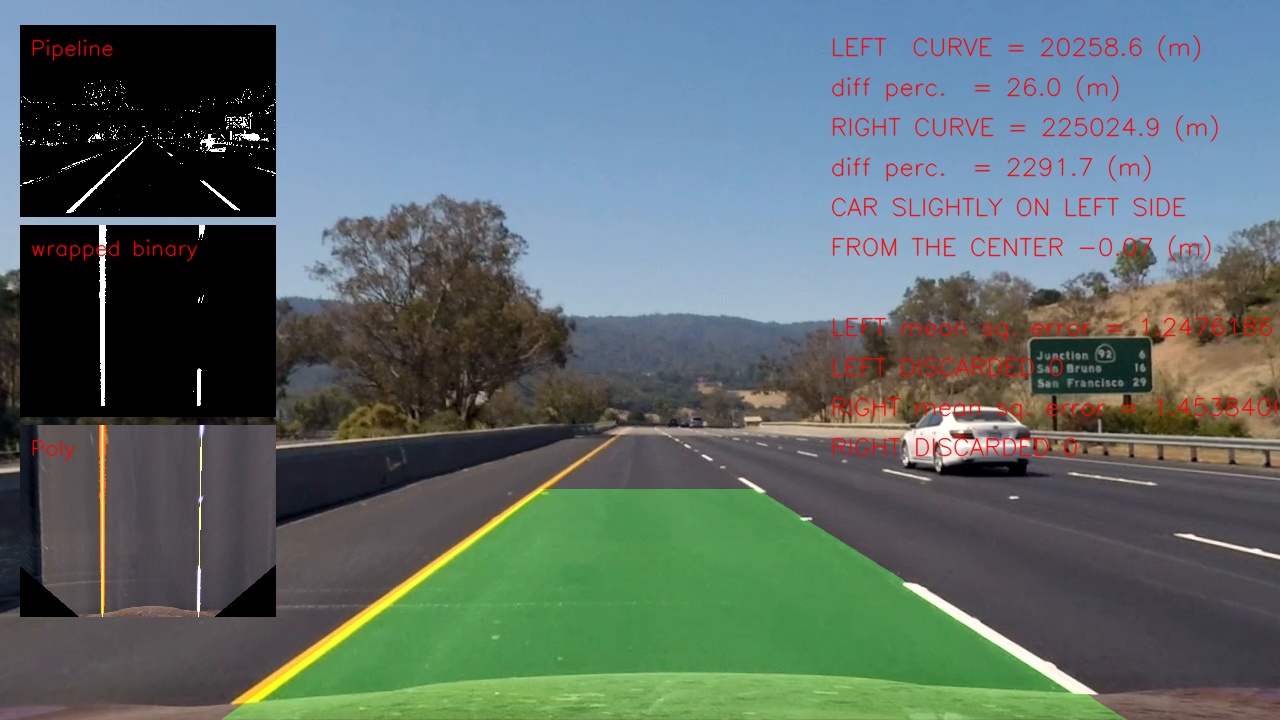 Pipeline
wrapped binary
Poly
LEFT CURVE = 20258.6 (m)
diff perc. = 26.0 (m)
RIGHT CURVE = 225024.9 (m)
diff perc. = 2291.7 (m)
CAR SLIGHTLY ON LEFT SIDE
FROM THE CENTER -0.07 (m)
LEFT mean sq. error = 1.2476186
LEFT DISCARDED 0
RIGHT mean sq. error = 1.453840
RIGHT DISCARDED 0
Junction 92 6
San Bruno 16
San Francisco 29